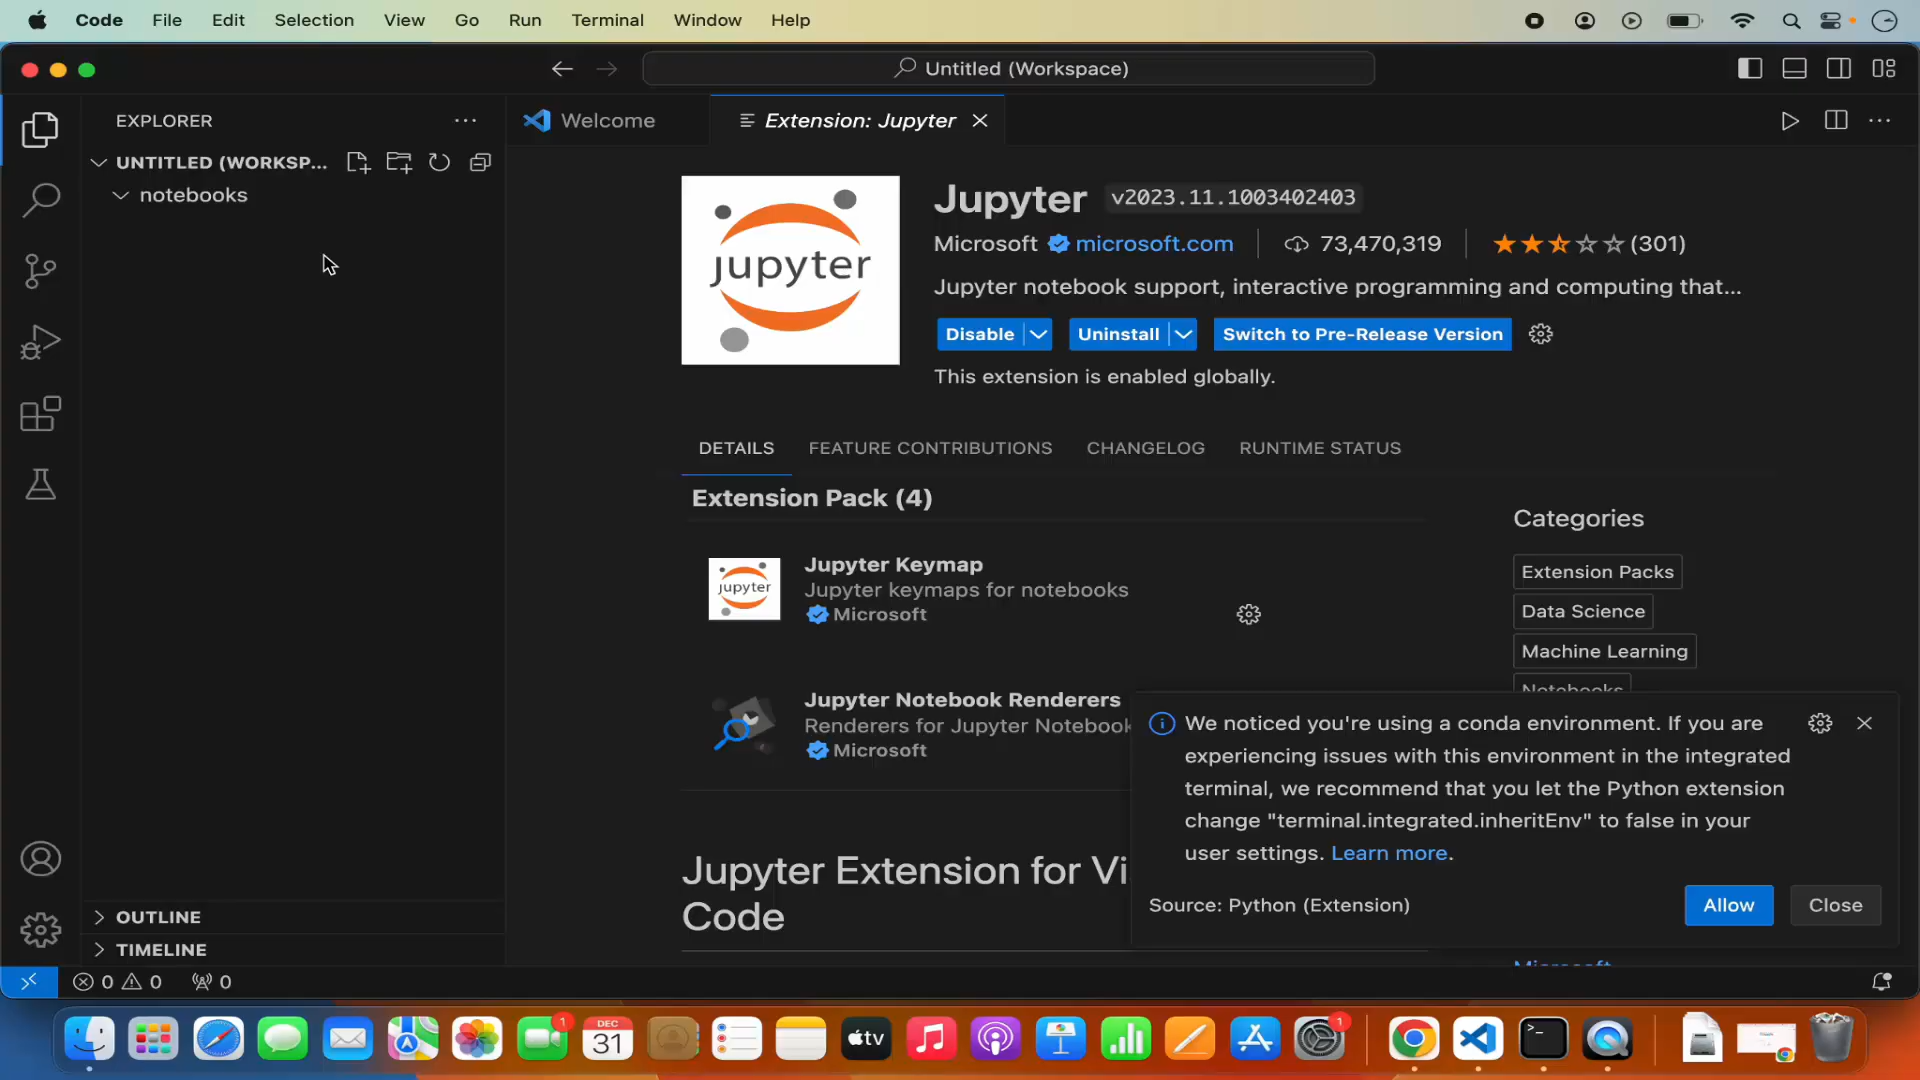 Code File Edit Selection View Go Run Terminal Window Help
Untitled (Workspace)
EXPLORER
UNTITLED (WORKSP...
notebooks
OUTLINE
TIMELINE
Welcome
Extension: Jupyter
jupyter
Jupyter v2023.11.1003402403
Microsoft microsoft.com 73,470,319 (301)
Jupyter notebook support, interactive programming and computing that...
Disable Uninstall Switch to Pre-Release Version
This extension is enabled globally.
DETAILS FEATURE CONTRIBUTIONS CHANGELOG RUNTIME STATUS
Extension Pack (4)
jupyter
Jupyter Keymap
Jupyter keymaps for notebooks
Microsoft
Jupyter Notebook Renderers
Renderers for Jupyter Notebook
Microsoft
Jupyter Extension for Vi
Code
Categories
Extension Packs
Data Science
Machine Learning
Notebooks
We noticed you're using a conda environment. If you are
experiencing issues with this environment in the integrated
terminal, we recommend that you let the Python extension
change "terminal.integrated.inheritEnv" to false in your
user settings. Learn more.
Source: Python (Extension)
Allow Close
Microsoft
0 0 0
1
DEC
31
tv
1